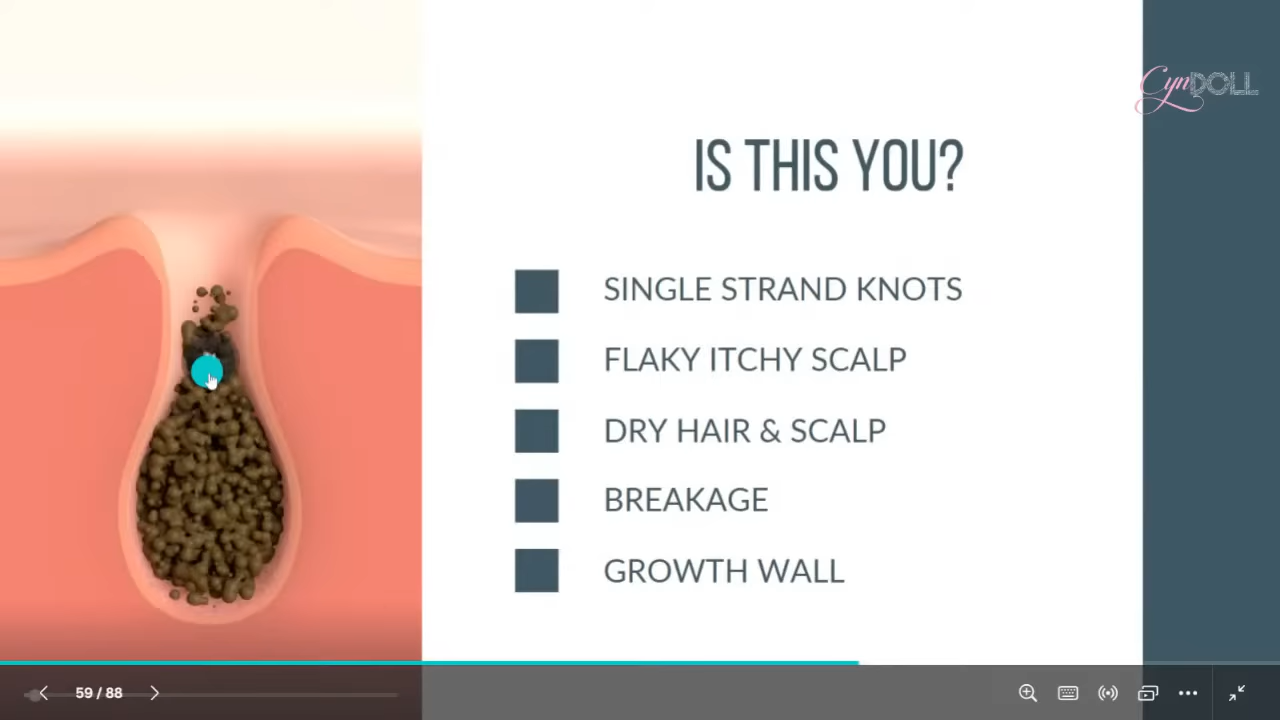 CynDOLL
IS THIS YOU?
SINGLE STRAND KNOTS
FLAKY ITCHY SCALP
DRY HAIR & SCALP
BREAKAGE
GROWTH WALL
59 / 88